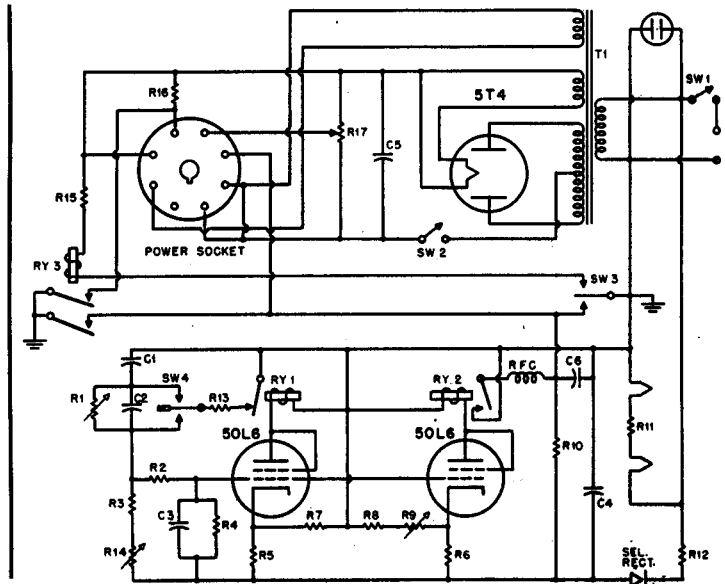 T1
SW 1
R16
5T4
R17
C5
R15
POWER SOCKET
SW 2
RY 3
SW 3
C1
RFC
C6
SW4
RY. 1
RY. 2
R1
C2
R13
50L6
50L6
R10
R11
R2
R3
C3
R4
R7
R8
R9
C4
R14
R5
R6
SEL.
RECT.
R12